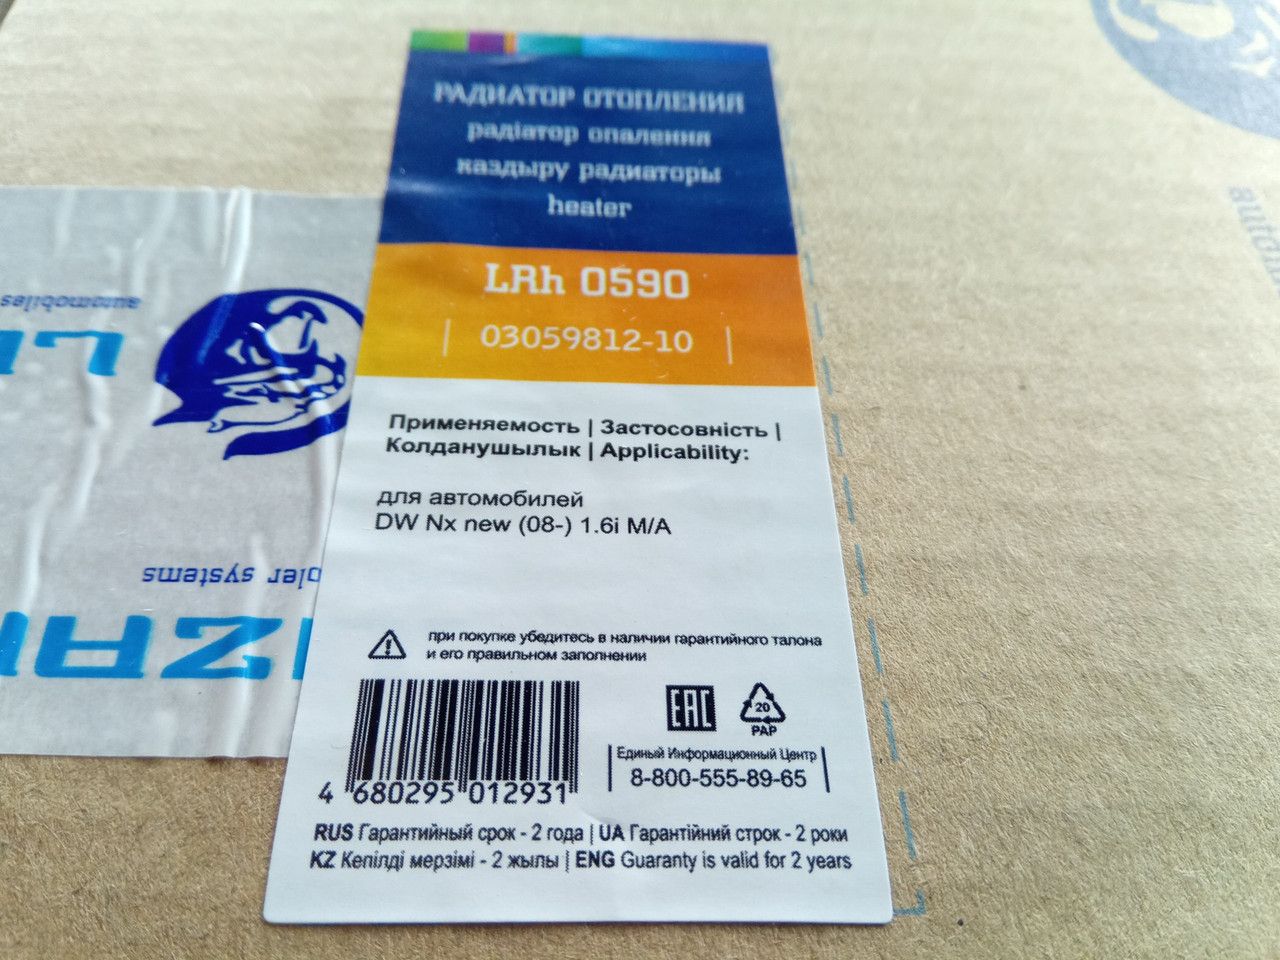 РАДИАТОР ОТОПЛЕНИЯ
радіатор опалення
каздыру радиаторы
heater
LRh 0590
| 03059812-10 |
Применяемость | Застосовність |
Колданушылык | Applicability:
для автомобилей
DW Nx new (08-) 1.6i M/A
при покупке убедитесь в наличии гарантийного талона
и его правильном заполнении
EAC
20
PAP
Единый Информационный Центр
8-800-555-89-65
4 680295 012931
RUS Гарантийный срок - 2 года | UA Гарантійний строк - 2 роки
KZ Кепілді мерзімі - 2 жылы | ENG Guaranty is valid for 2 years
automobiles
systems